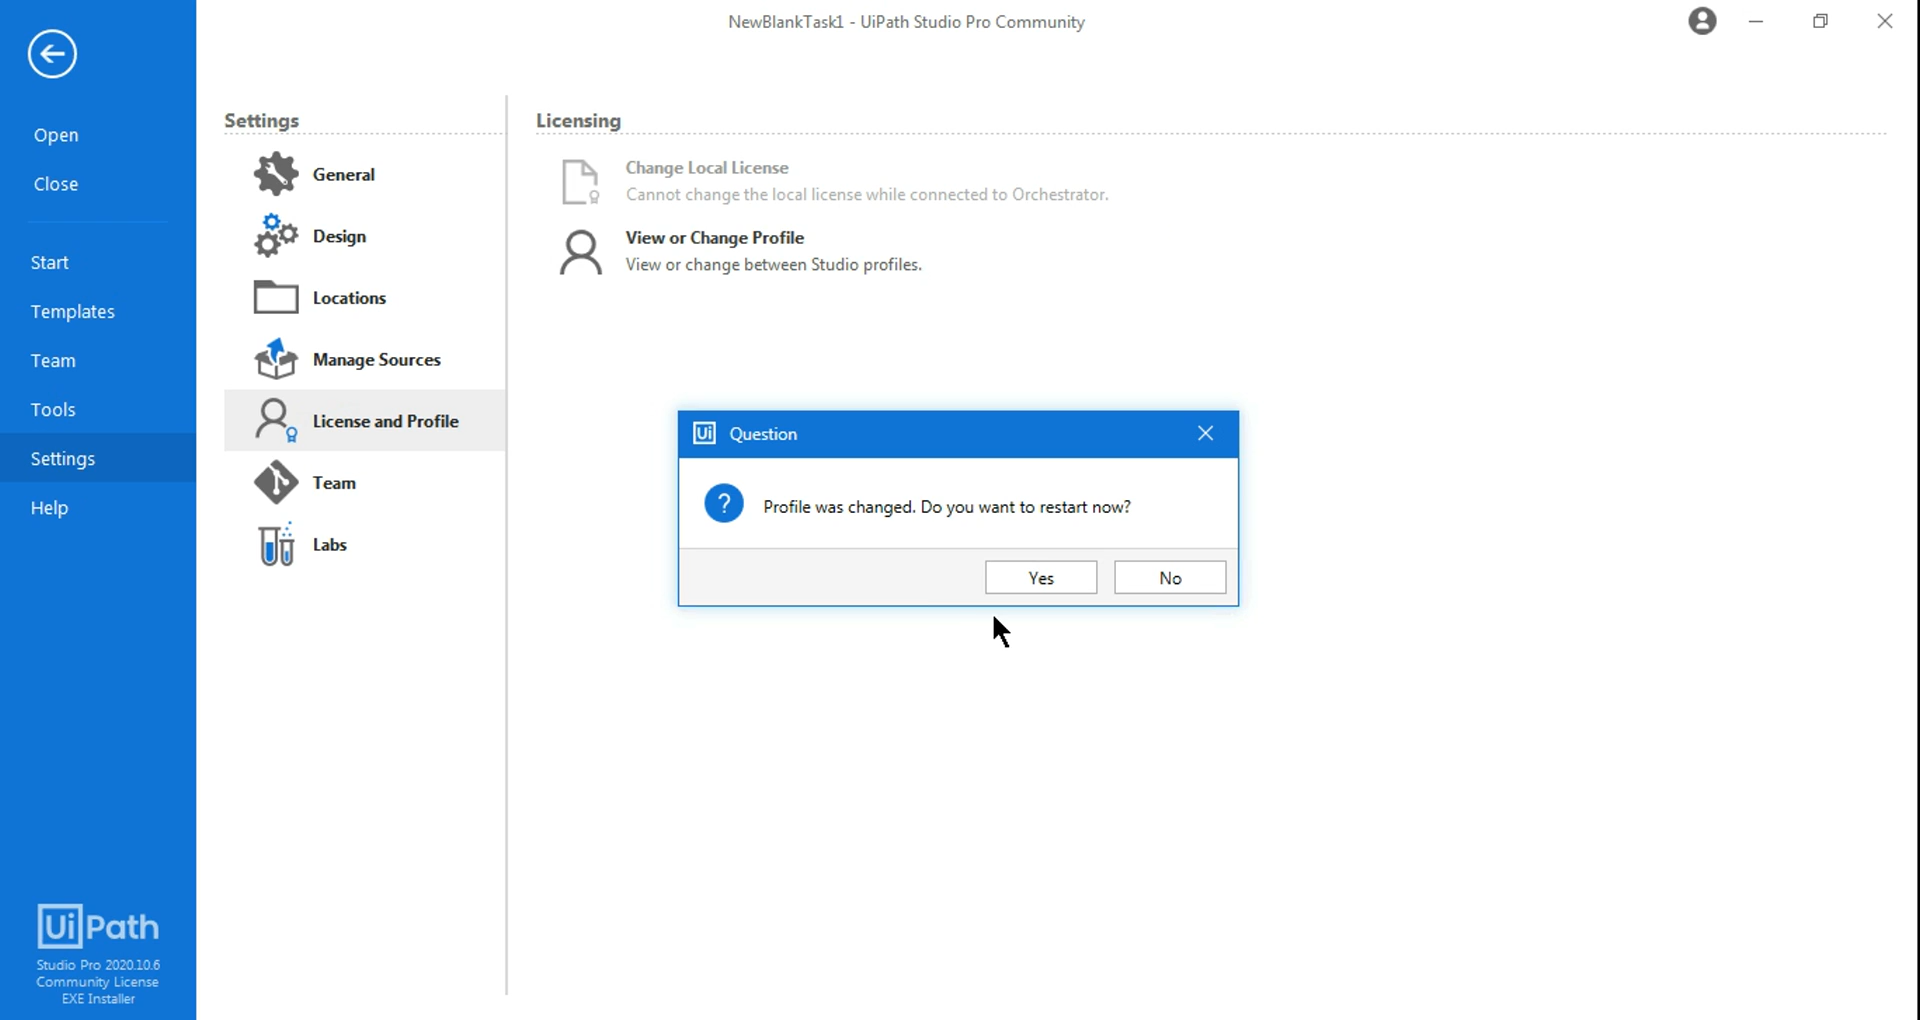 NewBlankTask1 - UiPath Studio Pro Community
Open
Close
Start
Templates
Team
Tools
Settings
Help
Ui Path
Studio Pro 2020.10.6
Community License
EXE Installer
Settings
General
Design
Locations
Manage Sources
License and Profile
Team
Labs
Licensing
Change Local License
Cannot change the local license while connected to Orchestrator.
View or Change Profile
View or change between Studio profiles.
Ui Question
? Profile was changed. Do you want to restart now?
Yes No